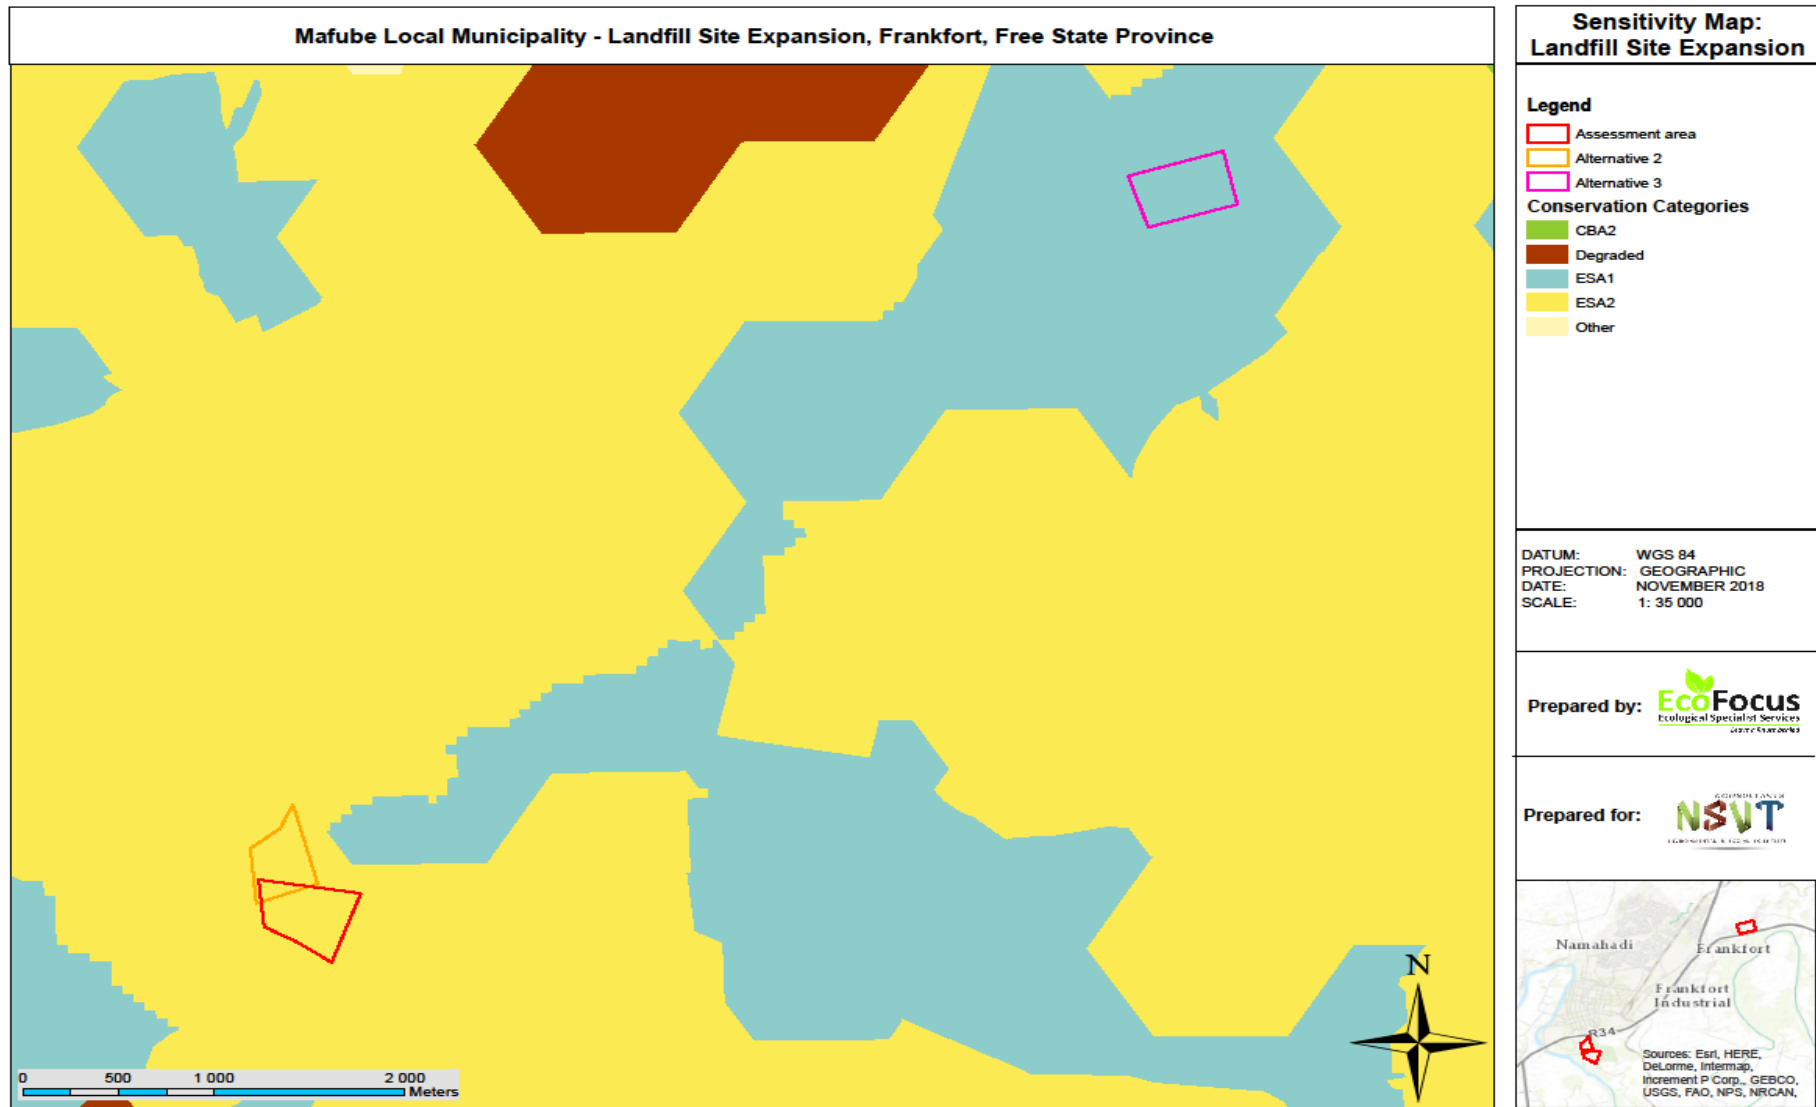 Mafube Local Municipality - Landfill Site Expansion, Frankfort, Free State Province
Sensitivity Map:
Landfill Site Expansion
Legend
Assessment area
Alternative 2
Alternative 3
Conservation Categories
CBA2
Degraded
ESA1
ESA2
Other
DATUM: WGS 84
PROJECTION: GEOGRAPHIC
DATE: NOVEMBER 2018
SCALE: 1: 35 000
Prepared by:
EcoFocus
Ecological Specialist Services
Prepared for:
CONSULTANTS
NSVT
Namahadi
Frankfort
Frankfort
Industrial
R34
Sources: Esri, HERE,
DeLorme, Intermap,
Increment P Corp., GEBCO,
USGS, FAO, NPS, NRCAN,
N
0 500 1 000 2 000
Meters